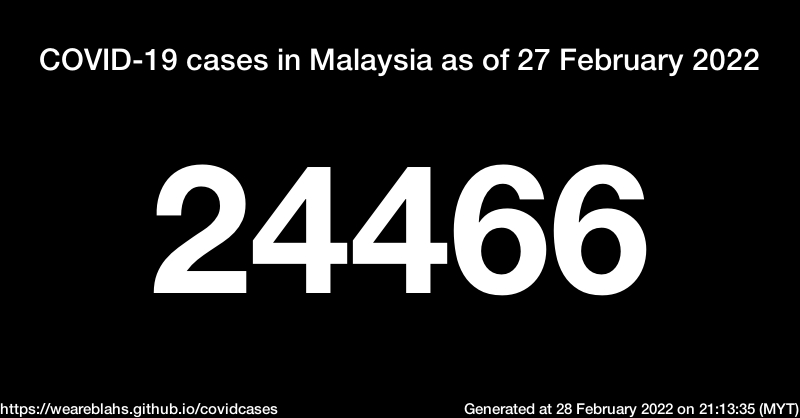 COVID-19 cases in Malaysia as of 27 February 2022
24466
https://weareblahs.github.io/covidcases
Generated at 28 February 2022 on 21:13:35 (MYT)